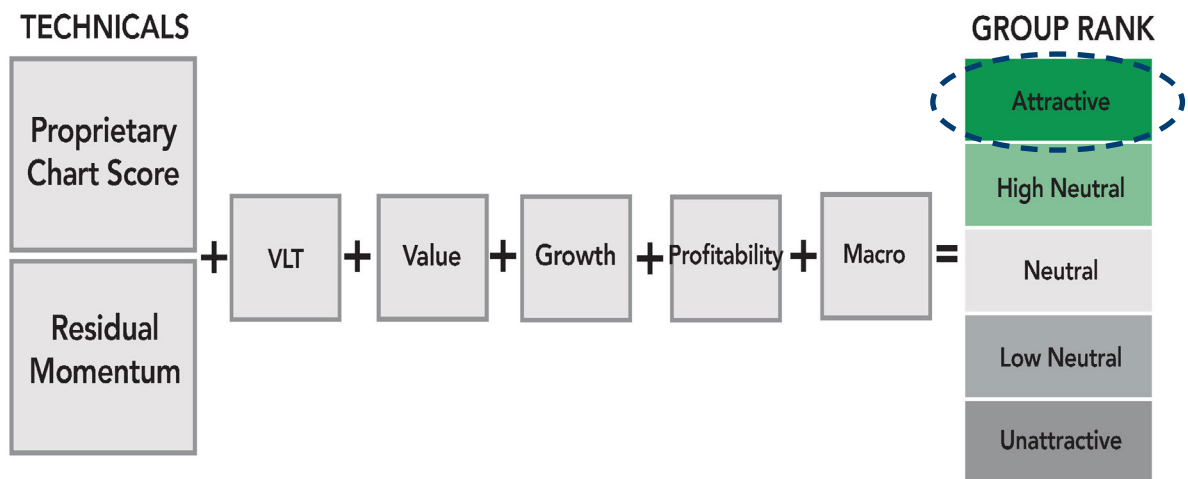 TECHNICALS
Proprietary
Chart Score
Residual
Momentum
+
VLT
+
Value
+
Growth
+
Profitability
+
Macro
=
GROUP RANK
Attractive
High Neutral
Neutral
Low Neutral
Unattractive